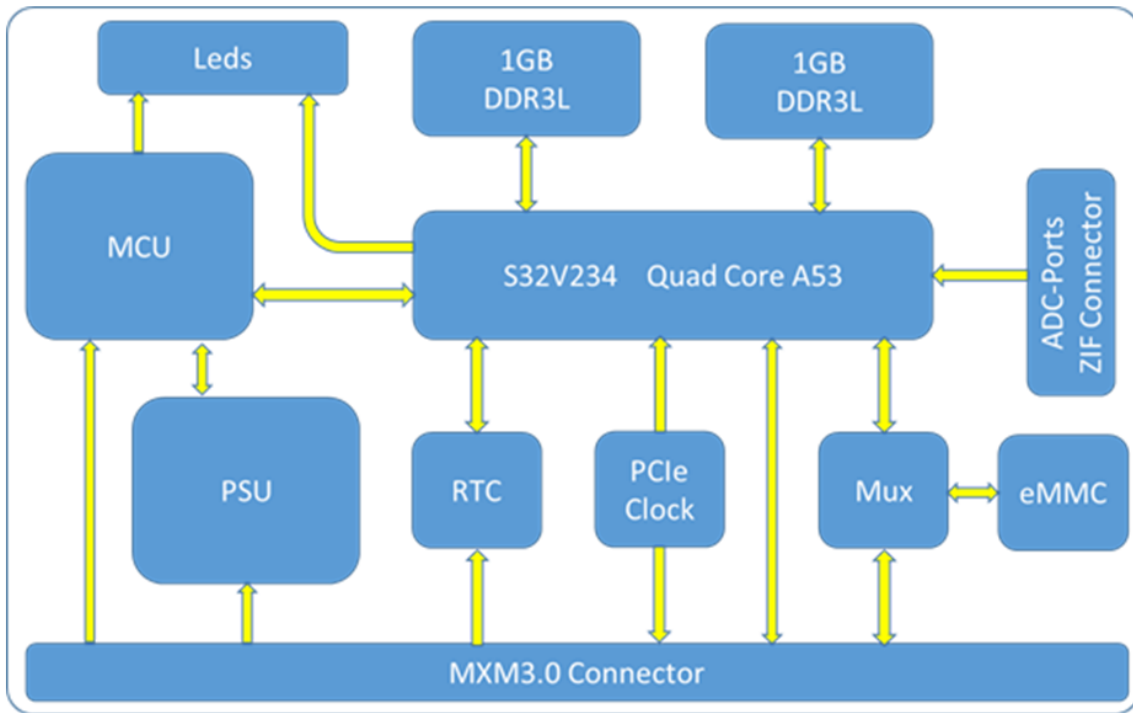 Leds
1GB
DDR3L
1GB
DDR3L
MCU
S32V234 Quad Core A53
ADC-Ports
ZIF Connector
PSU
RTC
PCIe
Clock
Mux
eMMC
MXM3.0 Connector